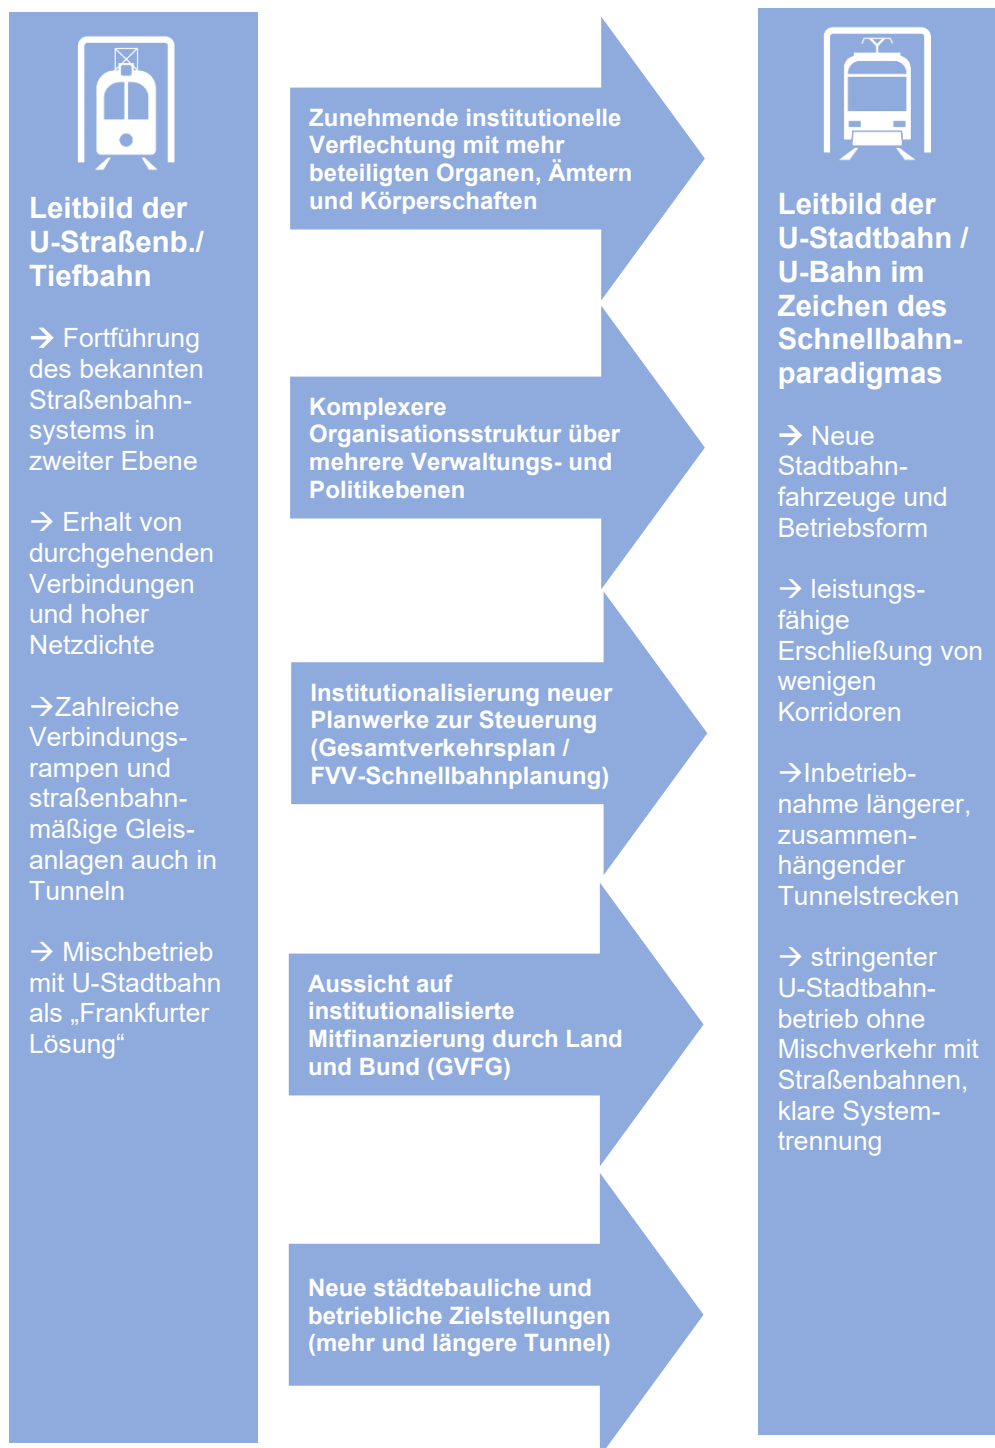 Leitbild der
U-Straßenb./
Tiefbahn
→ Fortführung
des bekannten
Straßenbahn-
systems in
zweiter Ebene
→ Erhalt von
durchgehenden
Verbindungen
und hoher
Netzdichte
→Zahlreiche
Verbindungs-
rampen und
straßenbahn-
mäßige Gleis-
anlagen auch in
Tunneln
→ Mischbetrieb
mit U-Stadtbahn
als „Frankfurter
Lösung“
Zunehmende institutionelle
Verflechtung mit mehr
beteiligten Organen, Ämtern
und Körperschaften
Komplexere
Organisationsstruktur über
mehrere Verwaltungs- und
Politikebenen
Institutionalisierung neuer
Planwerke zur Steuerung
(Gesamtverkehrsplan /
FVV-Schnellbahnplanung)
Aussicht auf
institutionalisierte
Mitfinanzierung durch Land
und Bund (GVFG)
Neue städtebauliche und
betriebliche Zielstellungen
(mehr und längere Tunnel)
Leitbild der
U-Stadtbahn /
U-Bahn im
Zeichen des
Schnellbahn-
paradigmas
→ Neue
Stadtbahn-
fahrzeuge und
Betriebsform
→ leistungs-
fähige
Erschließung von
wenigen
Korridoren
→Inbetrieb-
nahme längerer,
zusammen-
hängender
Tunnelstrecken
→ stringenter
U-Stadtbahn-
betrieb ohne
Mischverkehr mit
Straßenbahnen,
klare System-
trennung